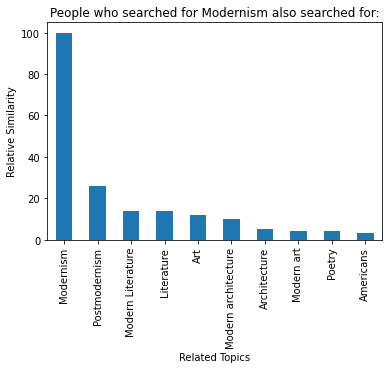 People who searched for Modernism also searched for:
Relative Similarity
100
80
60
40
20
0
Modernism
Postmodernism
Modern Literature
Literature
Art
Modern architecture
Architecture
Modern art
Poetry
Americans
Related Topics